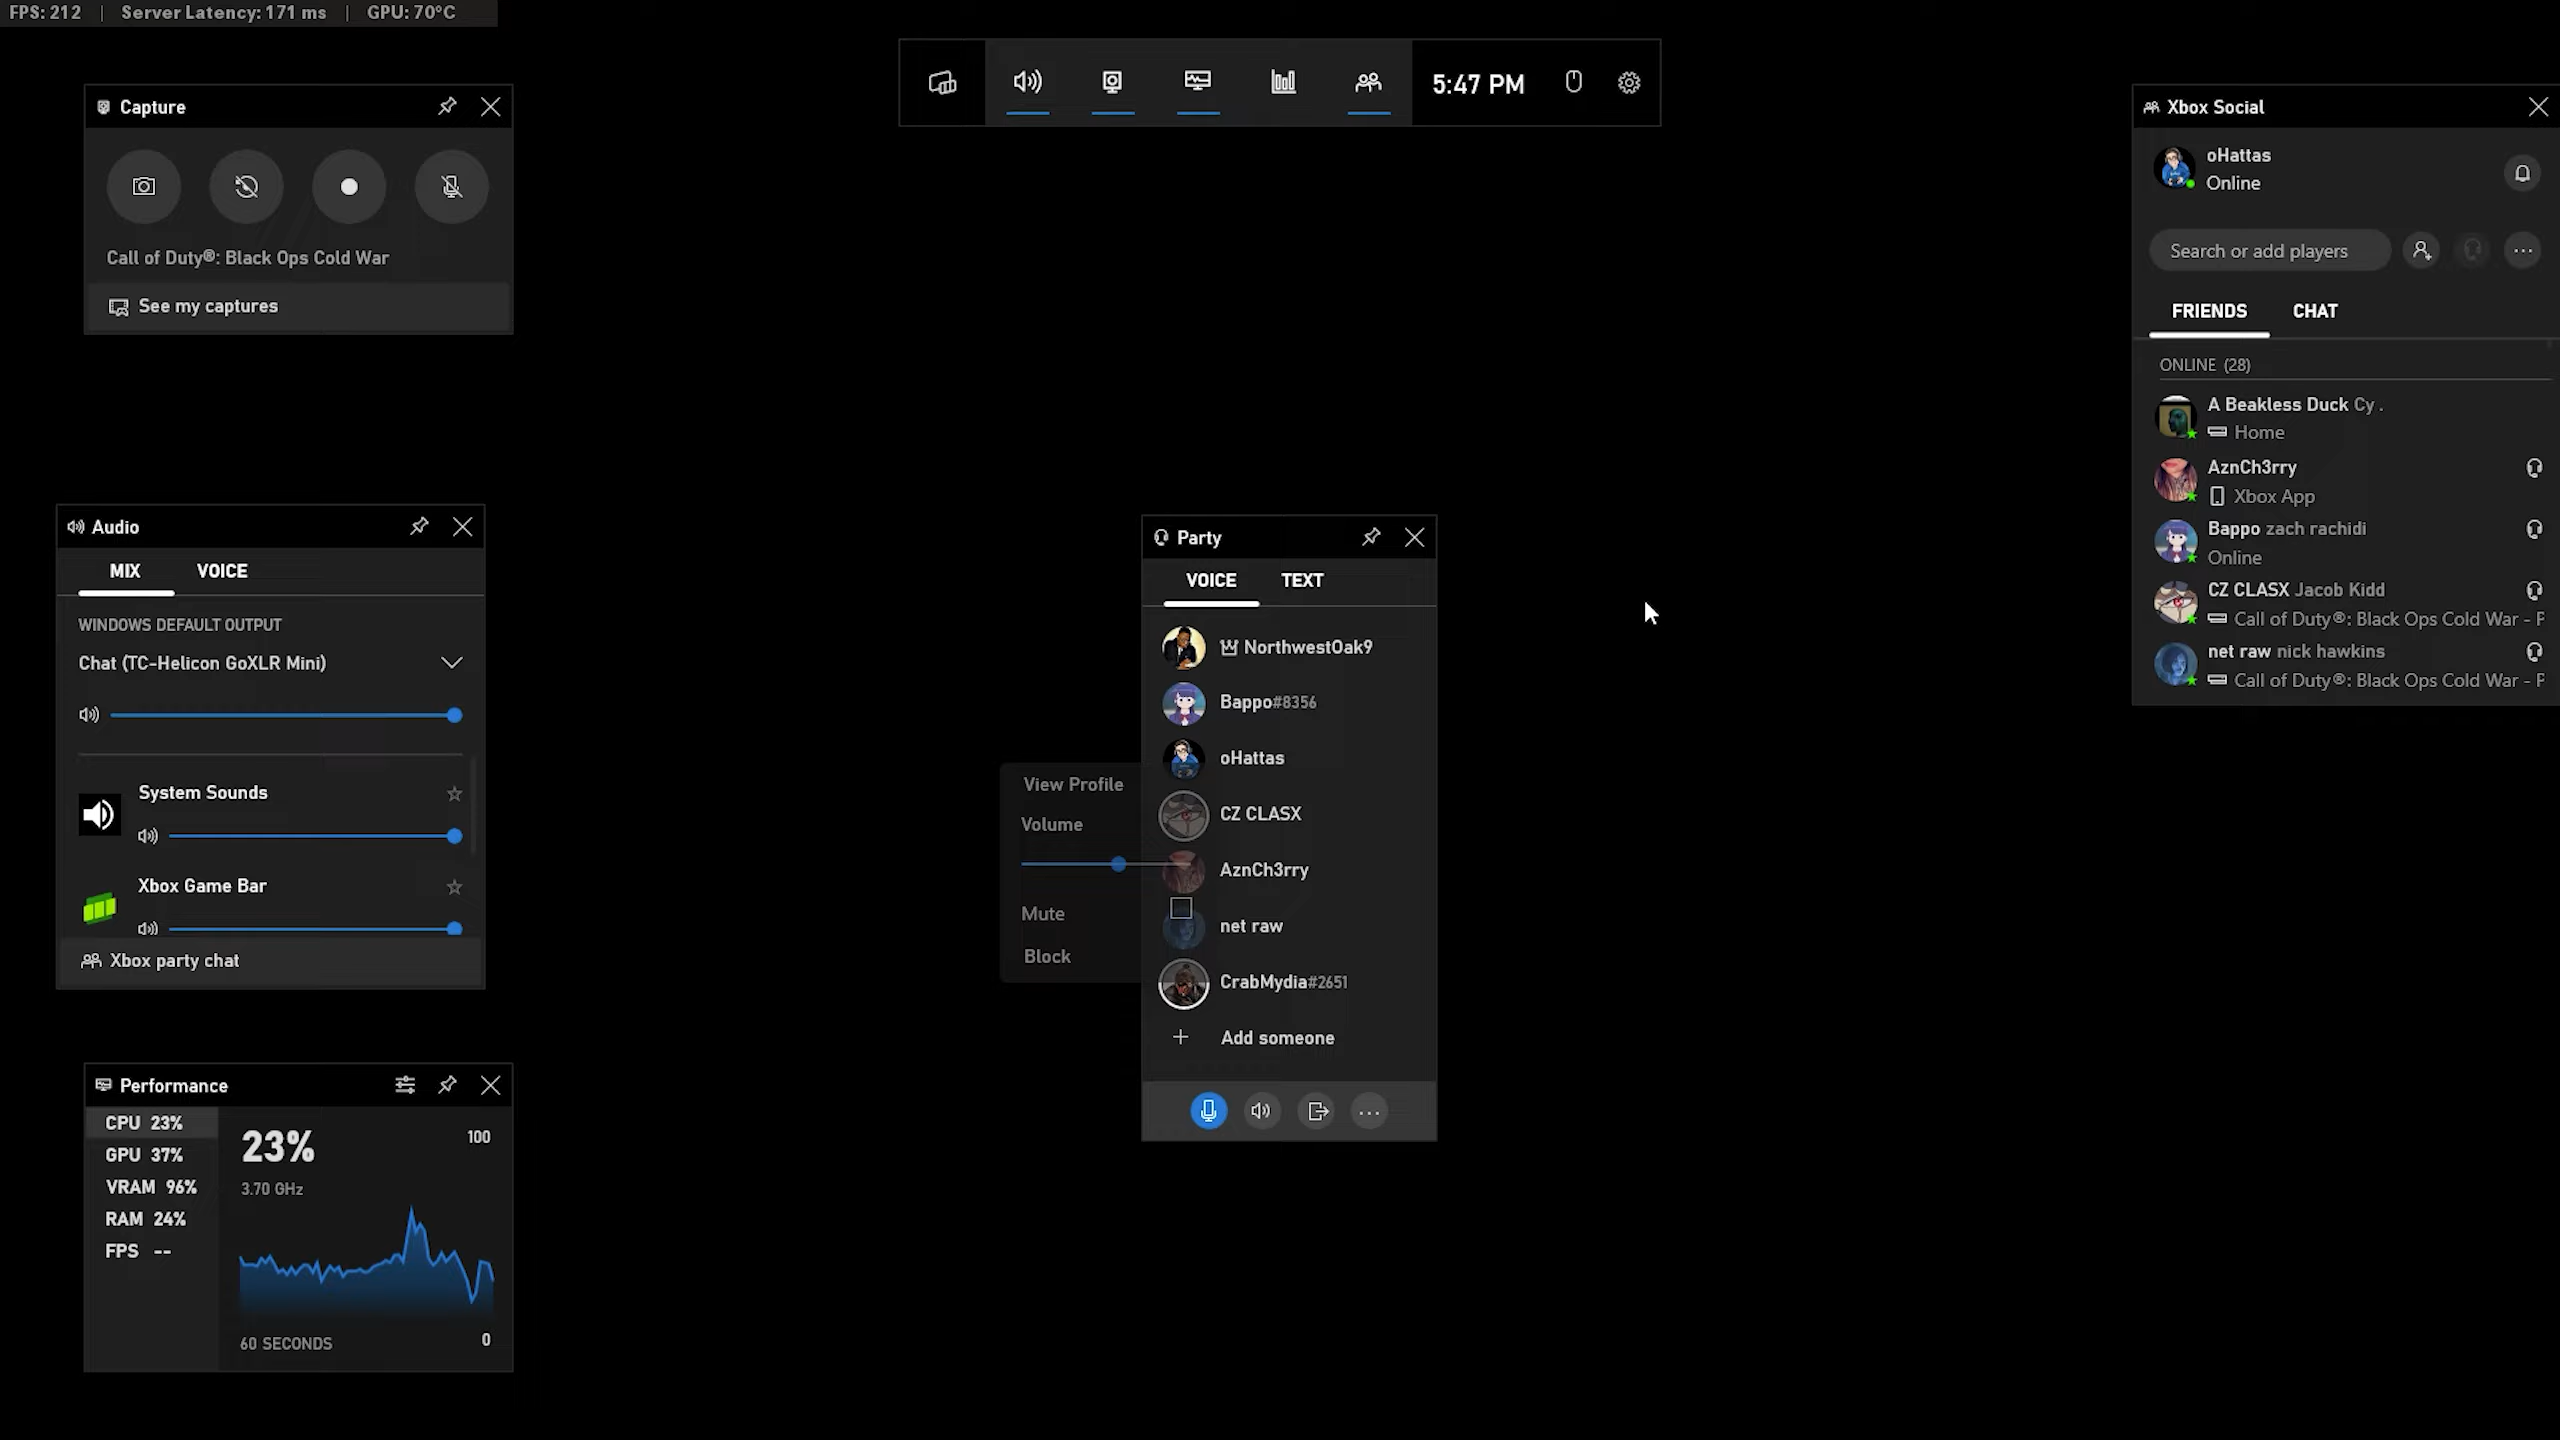 FPS: 212 | Server Latency: 171 ms | GPU: 70°C
5:47 PM
Capture
Call of Duty®: Black Ops Cold War
See my captures
Audio
MIX VOICE
WINDOWS DEFAULT OUTPUT
Chat (TC-Helicon GoXLR Mini)
System Sounds
Xbox Game Bar
Xbox party chat
Performance
CPU 23%
GPU 37%
VRAM 96%
RAM 24%
FPS --
23%
100
3.70 GHz
60 SECONDS
0
View Profile
Volume
Mute
Block
Party
VOICE TEXT
NorthwestOak9
Bappo#8356
oHattas
CZ CLASX
AznCh3rry
net raw
CrabMydia#2651
+ Add someone
Xbox Social
oHattas
Online
Search or add players
FRIENDS CHAT
ONLINE (28)
A Beakless Duck Cy .
Home
AznCh3rry
Xbox App
Bappo zach rachidi
Online
CZ CLASX Jacob Kidd
Call of Duty®: Black Ops Cold War - P
net raw nick hawkins
Call of Duty®: Black Ops Cold War - P